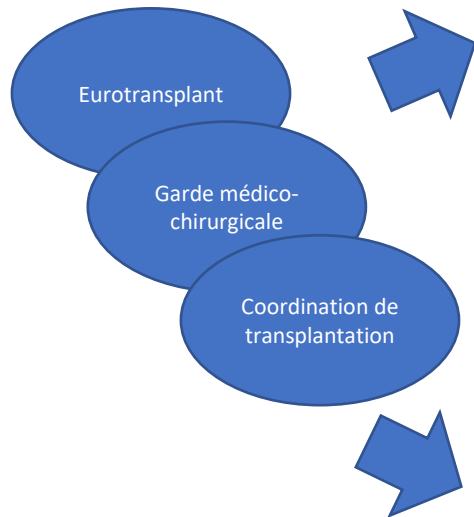 Eurotransplant
Garde médico-
chirurgicale
Coordination de
transplantation